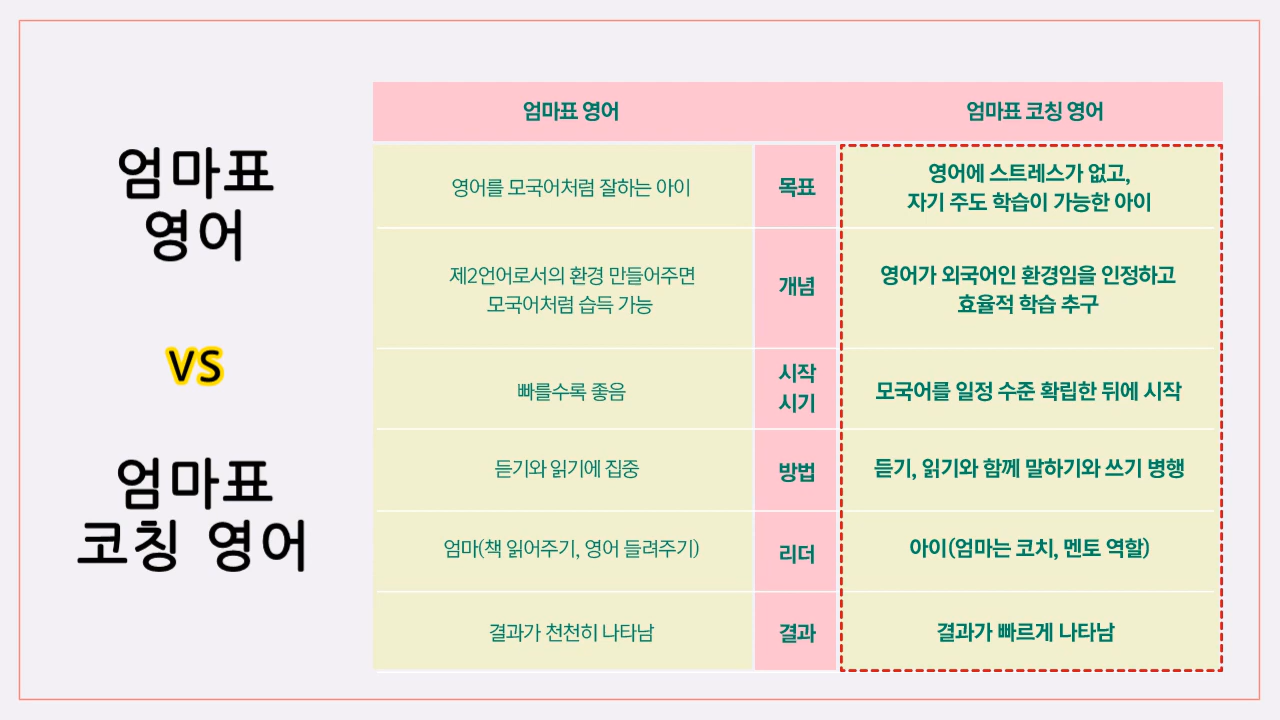 엄마표
영어
VS
엄마표
코칭 영어
엄마표 영어
엄마표 코칭 영어
영어를 모국어처럼 잘하는 아이
목표
영어에 스트레스가 없고,
자기 주도 학습이 가능한 아이
제2언어로서의 환경 만들어주면
모국어처럼 습득 가능
개념
영어가 외국어인 환경임을 인정하고
효율적 학습 추구
빠를수록 좋음
시작
시기
모국어를 일정 수준 확립한 뒤에 시작
듣기와 읽기에 집중
방법
듣기, 읽기와 함께 말하기와 쓰기 병행
엄마(책 읽어주기, 영어 들려주기)
리더
아이(엄마는 코치, 멘토 역할)
결과가 천천히 나타남
결과
결과가 빠르게 나타남